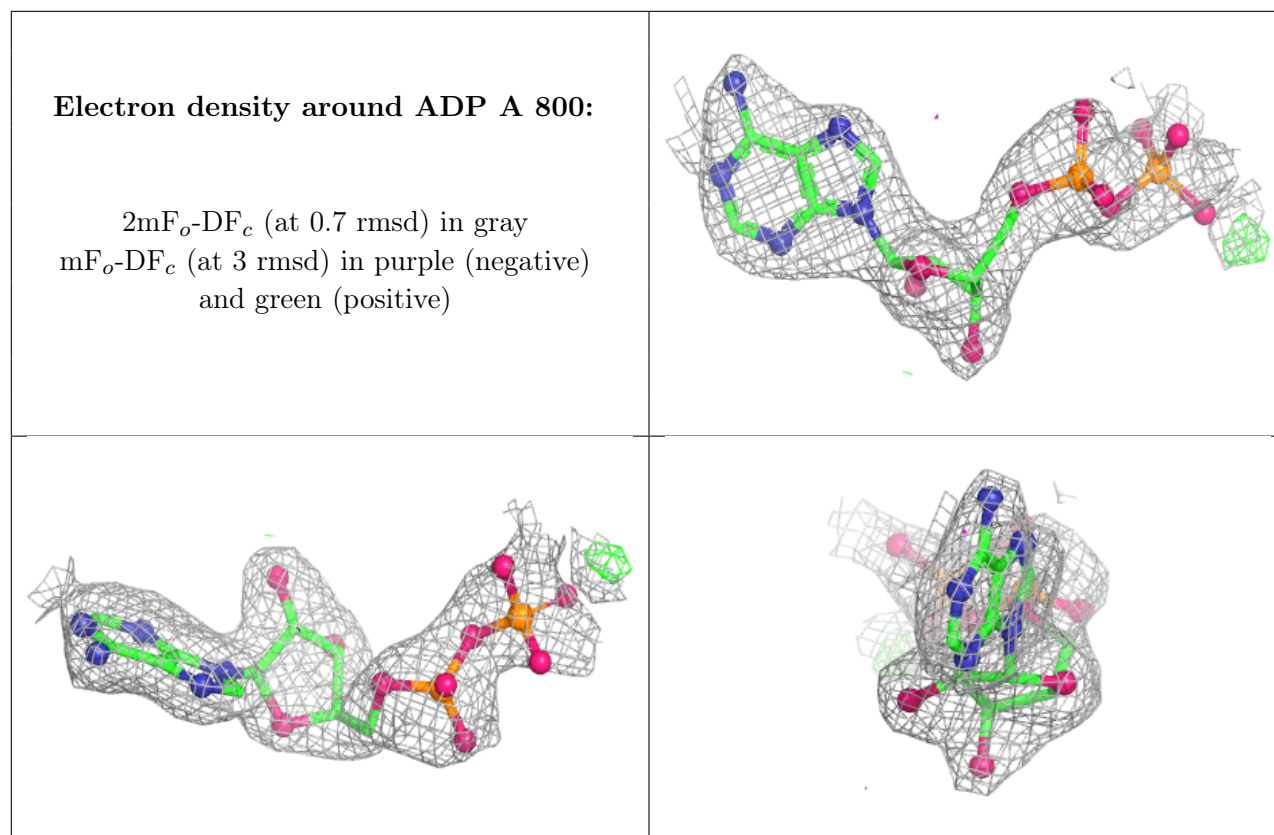 Electron density around ADP A 800:
2mFo-DFc (at 0.7 rmsd) in gray
mFo-DFc (at 3 rmsd) in purple (negative)
and green (positive)